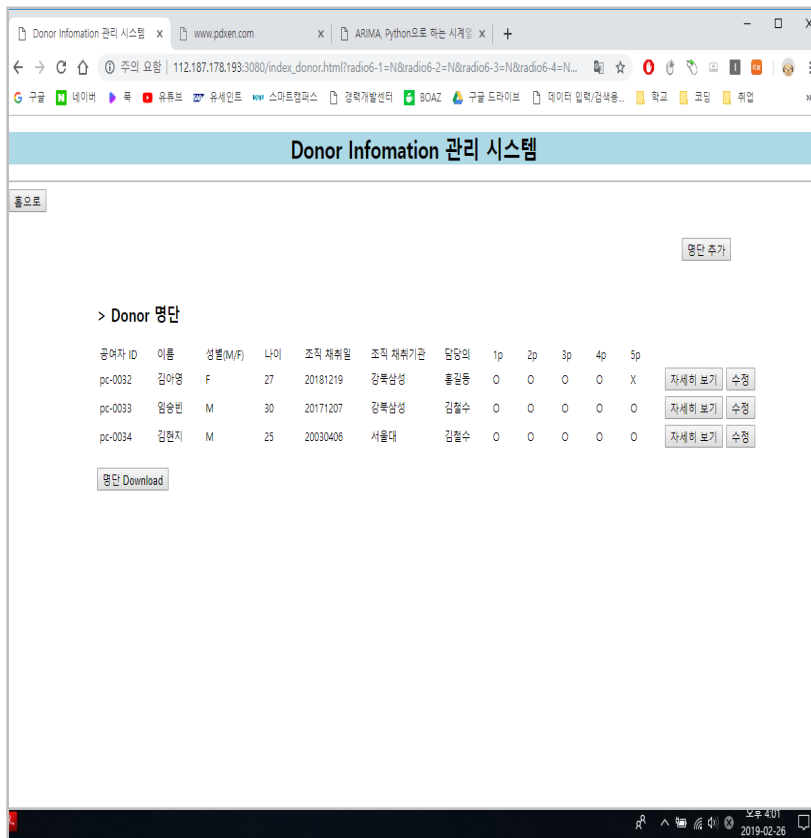 Donor Infomation 관리 시스템
www.pdxen.com
ARIMA, Python으로 하는 시계열
주의 요함 | 112.187.178.193:3080/index_donor.html?radio6-1=N&radio6-2=N&radio6-3=N&radio6-4=N...
구글 네이버 푹 유튜브 유세인트 스마트캠퍼스 경력개발센터 BOAZ 구글 드라이브 데이터 입력/검색용... 학교 코딩 취업 »
Donor Infomation 관리 시스템
홈으로
명단 추가
> Donor 명단
공여자 ID 이름 성별(M/F) 나이 조직 채취일 조직 채취기관 담당의 1p 2p 3p 4p 5p
pc-0032 김아영 F 27 20181219 강북삼성 홍길동 O O O O X 자세히 보기 수정
pc-0033 임승빈 M 30 20171207 강북삼성 김철수 O O O O O 자세히 보기 수정
pc-0034 김현지 M 25 20030406 서울대 김철수 O O O O O 자세히 보기 수정
명단 Download
오후 4:01
2019-02-26